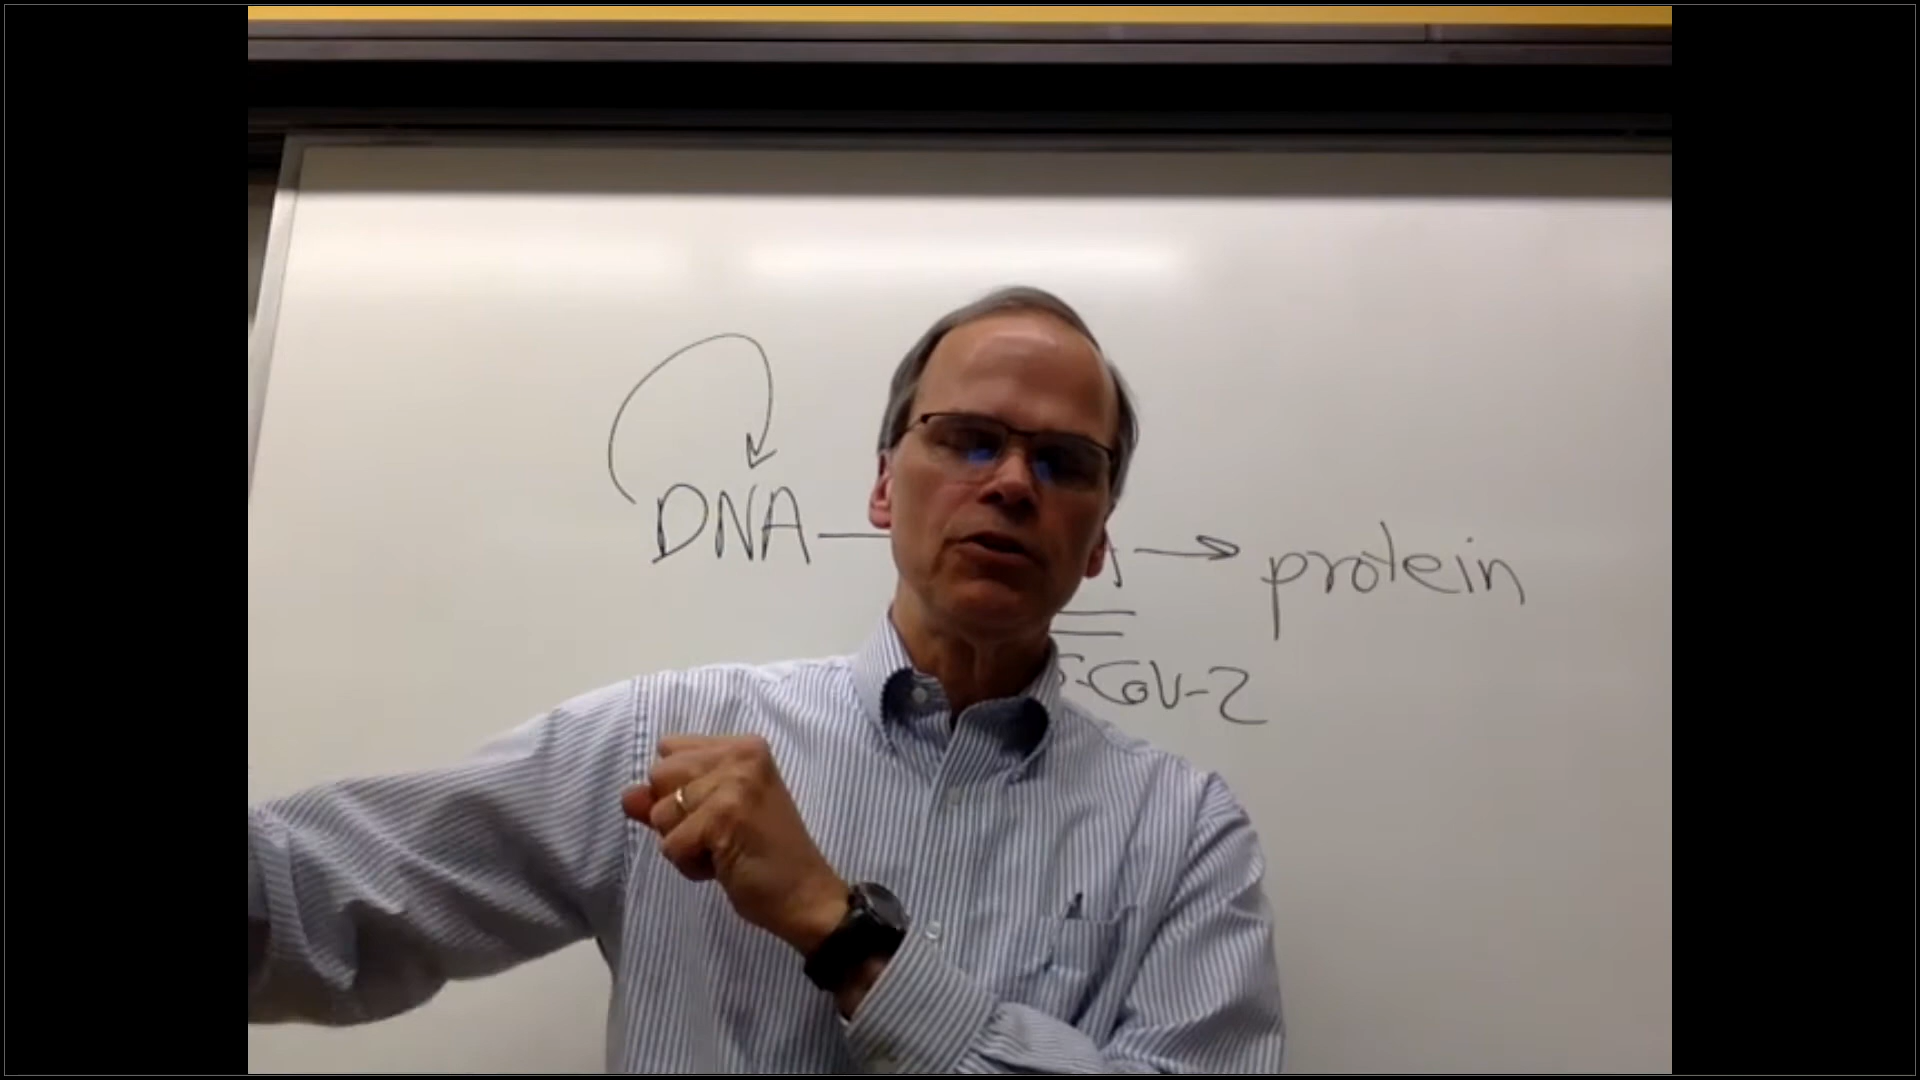 DNA — → protein
-CoV-2